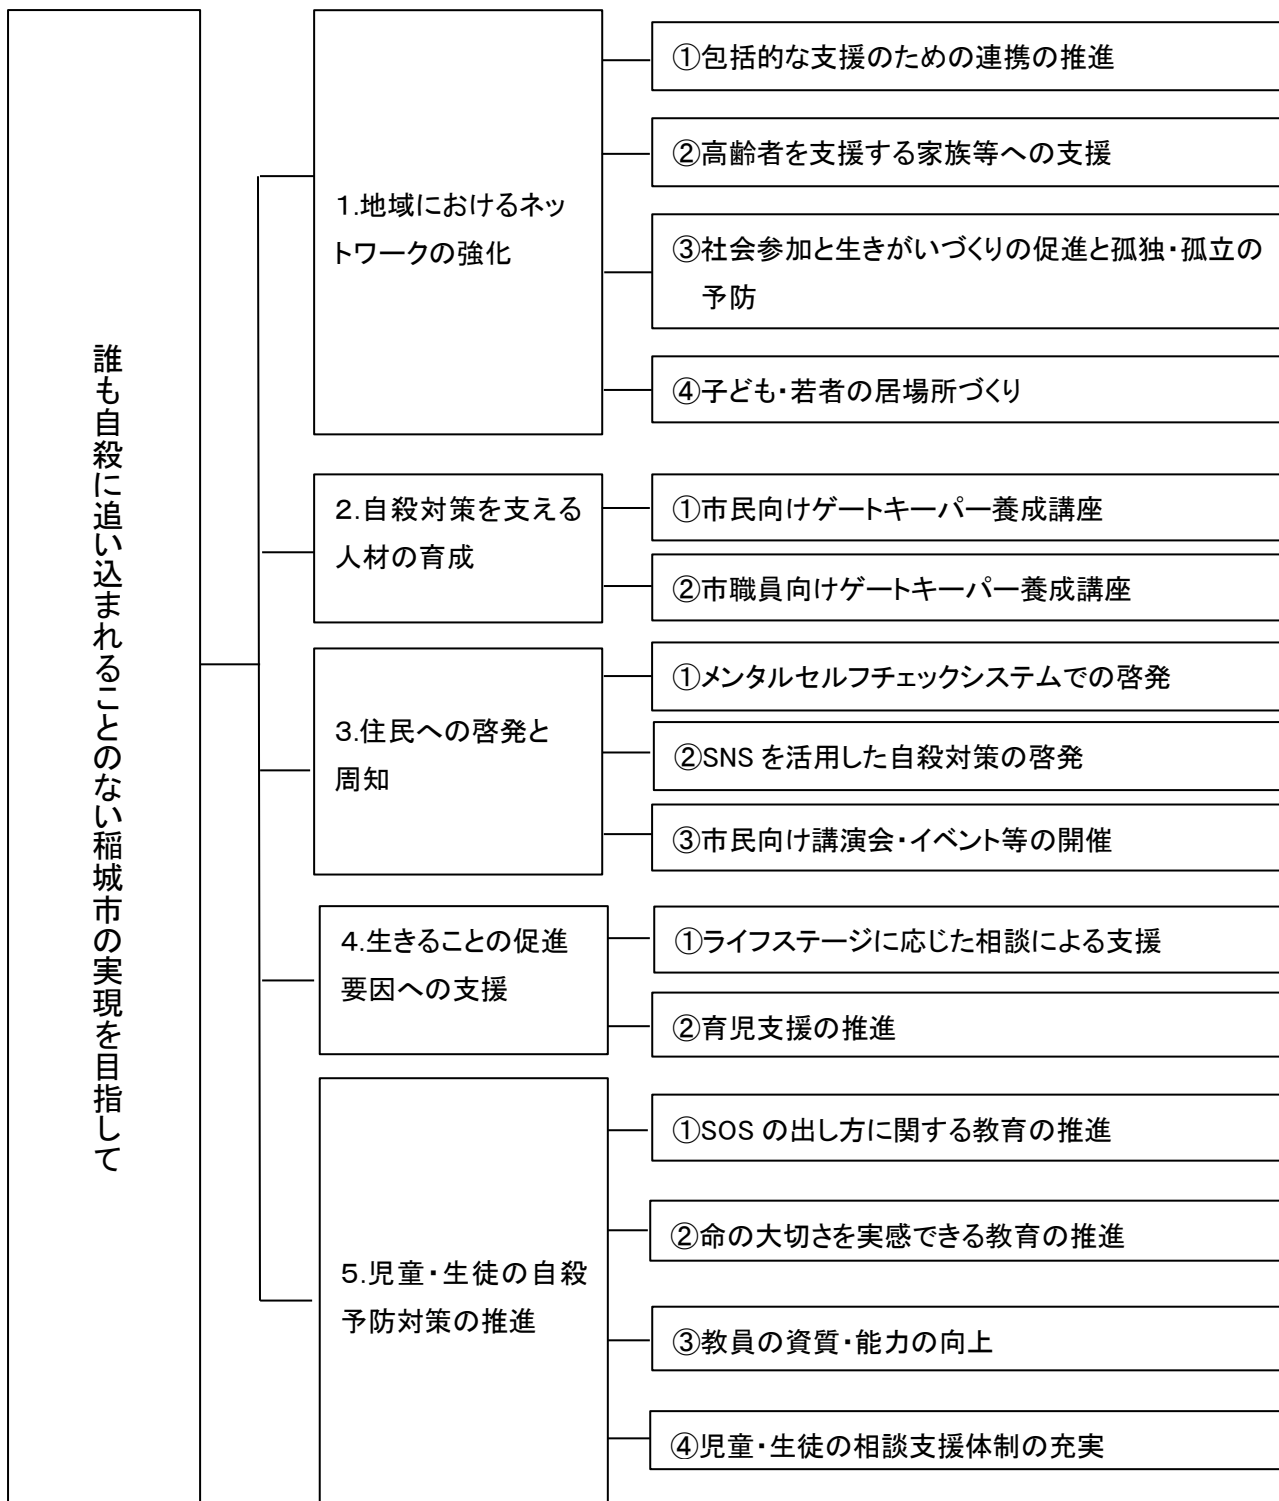 誰も自殺に追い込まれることのない稲城市の実現を目指して
1.地域におけるネッ
トワークの強化
①包括的な支援のための連携の推進
②高齢者を支援する家族等への支援
③社会参加と生きがいづくりの促進と孤独・孤立の
予防
④子ども・若者の居場所づくり
2.自殺対策を支える
人材の育成
①市民向けゲートキーパー養成講座
②市職員向けゲートキーパー養成講座
3.住民への啓発と
周知
①メンタルセルフチェックシステムでの啓発
②SNS を活用した自殺対策の啓発
③市民向け講演会・イベント等の開催
4.生きることの促進
要因への支援
①ライフステージに応じた相談による支援
②育児支援の推進
5.児童・生徒の自殺
予防対策の推進
①SOS の出し方に関する教育の推進
②命の大切さを実感できる教育の推進
③教員の資質・能力の向上
④児童・生徒の相談支援体制の充実